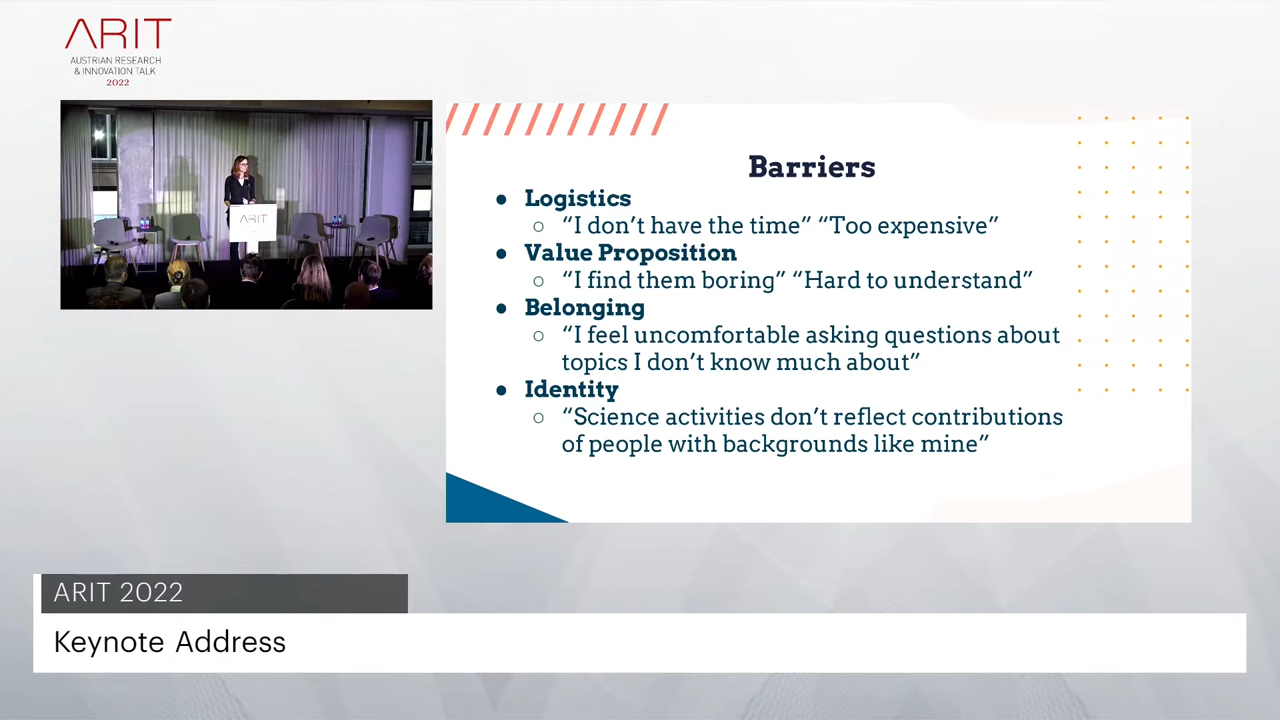 ARIT
AUSTRIAN RESEARCH
& INNOVATION TALK
2022
ARIT
Barriers
● Logistics
○ “I don’t have the time” “Too expensive”
● Value Proposition
○ “I find them boring” “Hard to understand”
● Belonging
○ “I feel uncomfortable asking questions about
topics I don’t know much about”
● Identity
○ “Science activities don’t reflect contributions
of people with backgrounds like mine”
ARIT 2022
Keynote Address